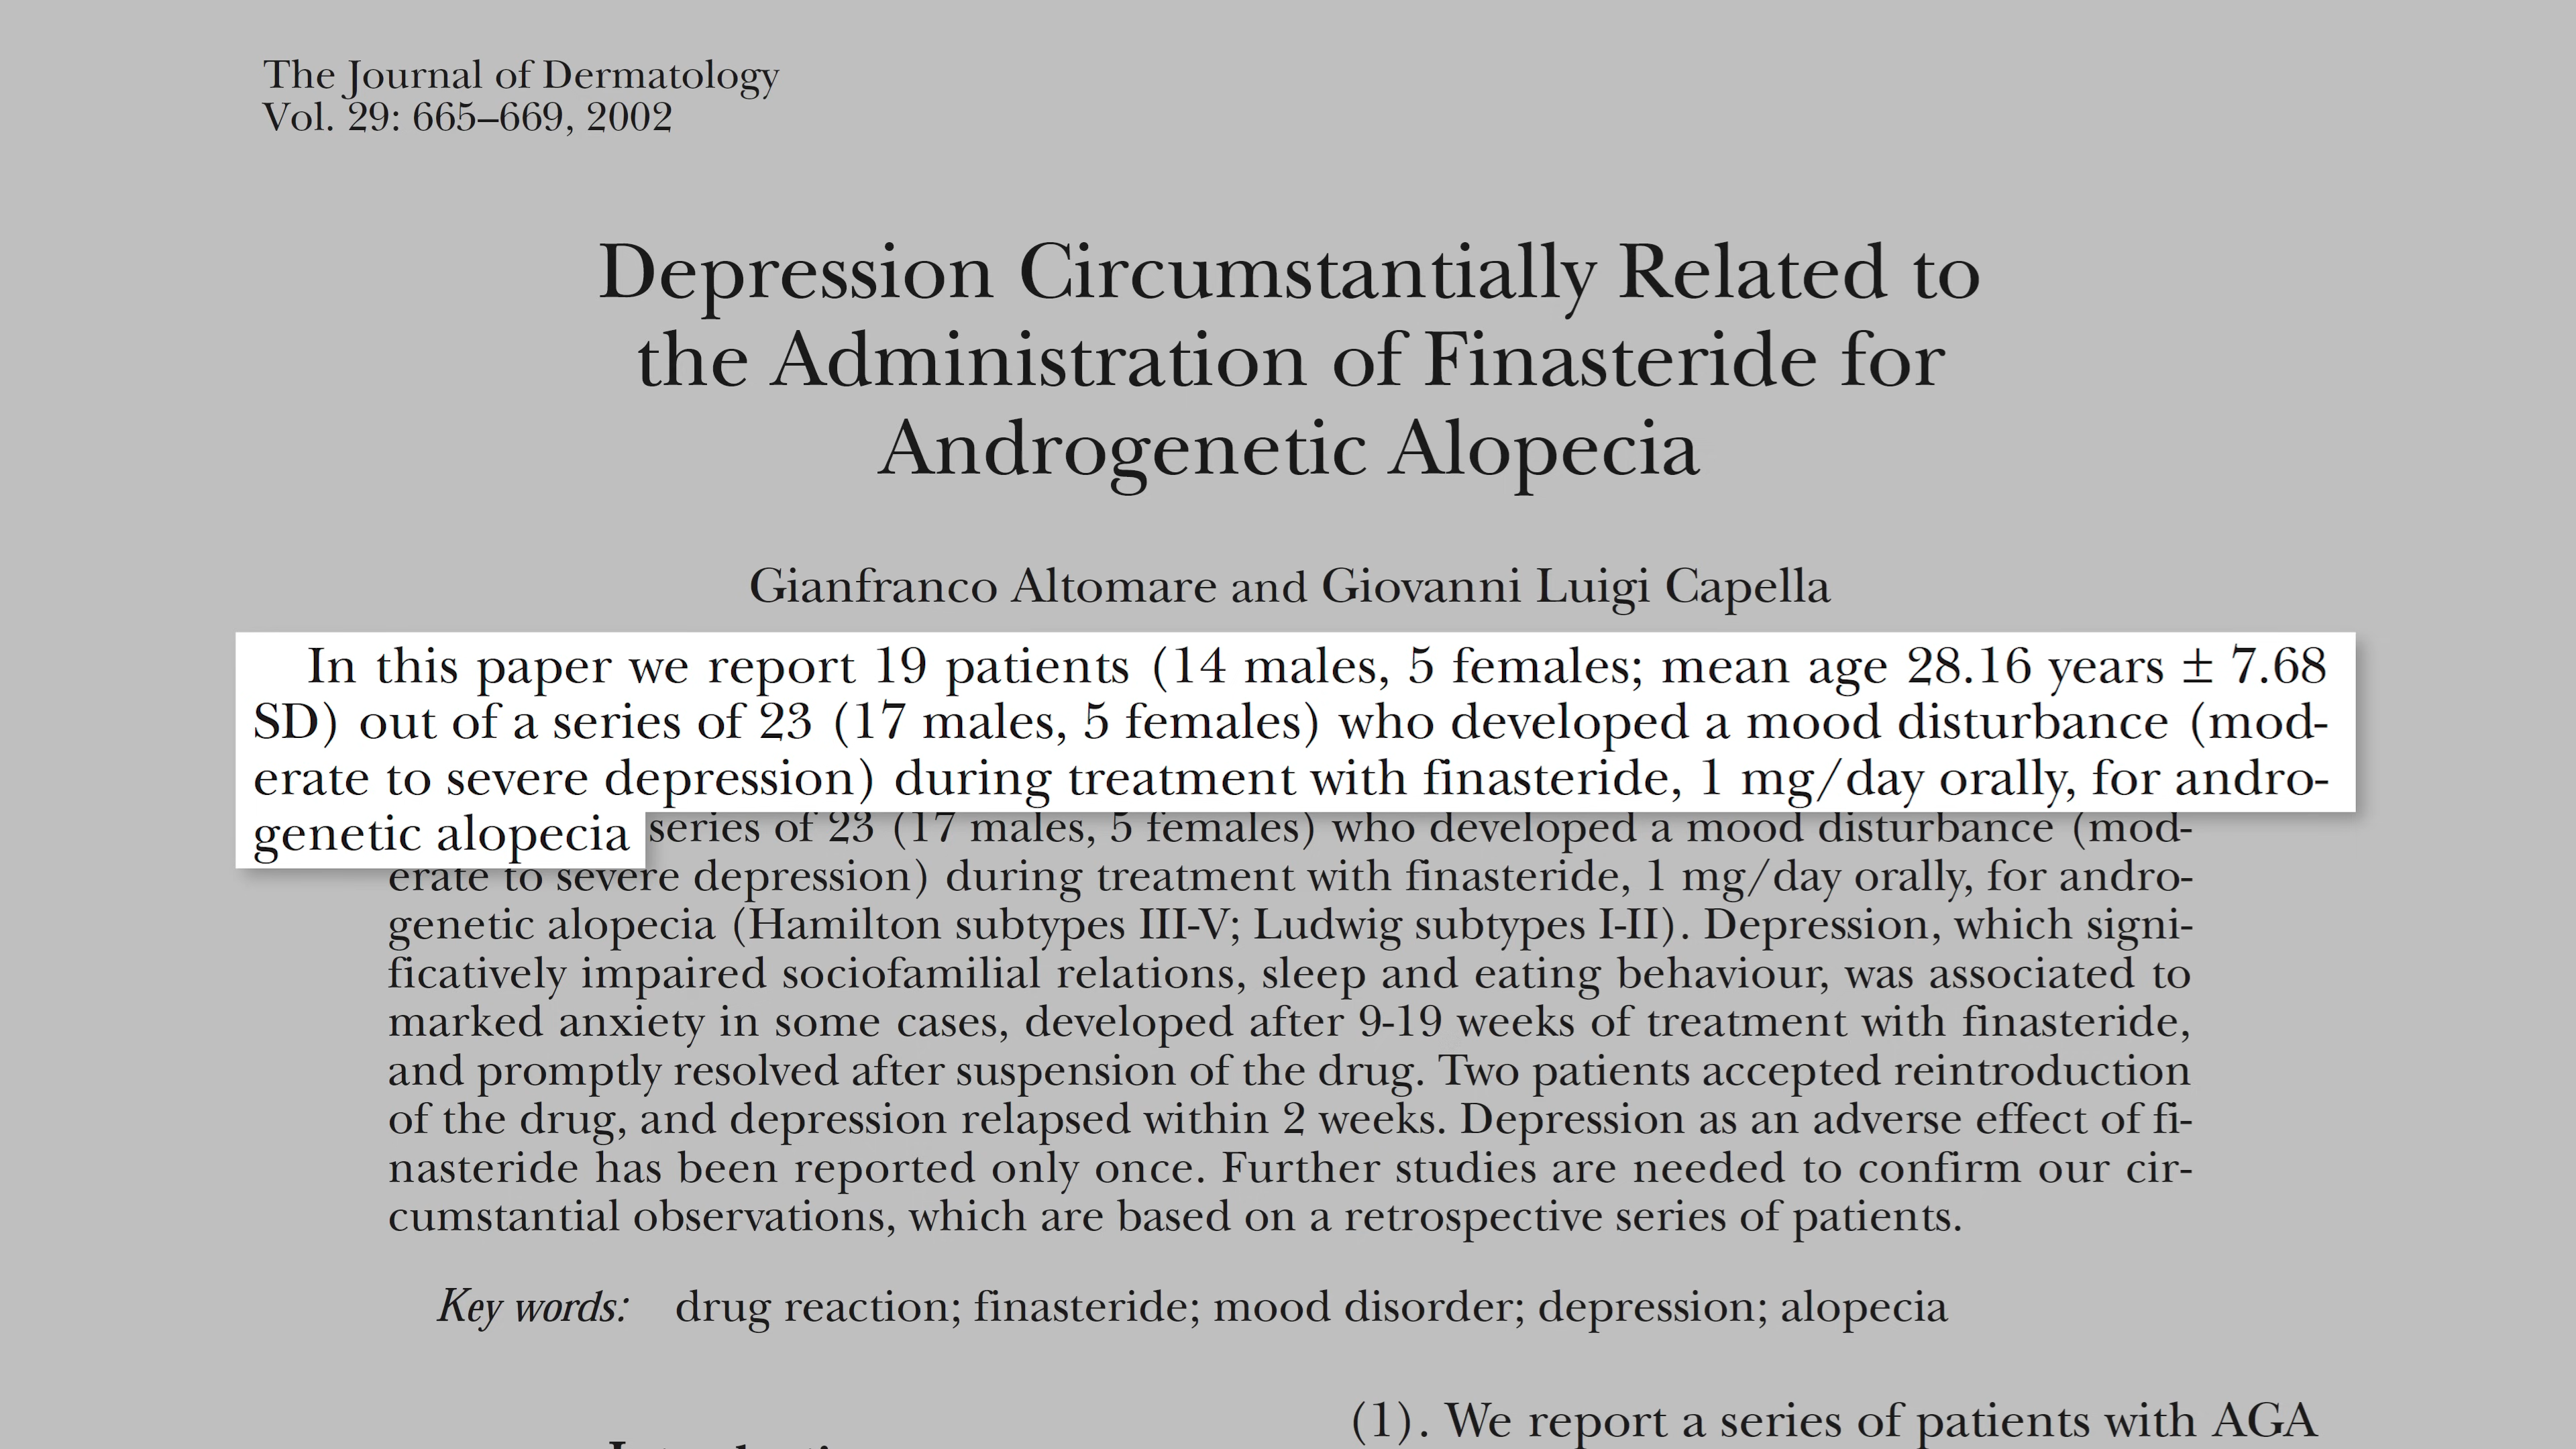 The Journal of Dermatology
Vol. 29: 665–669, 2002
Depression Circumstantially Related to
the Administration of Finasteride for
Androgenetic Alopecia
Gianfranco Altomare and Giovanni Luigi Capella
In this paper we report 19 patients (14 males, 5 females; mean age 28.16 years ± 7.68
SD) out of a series of 23 (17 males, 5 females) who developed a mood disturbance (mod-
erate to severe depression) during treatment with finasteride, 1 mg/day orally, for andro-
genetic alopecia
series of 23 (17 males, 5 females) who developed a mood disturbance (mod-
erate to severe depression) during treatment with finasteride, 1 mg/day orally, for andro-
genetic alopecia (Hamilton subtypes III-V; Ludwig subtypes I-II). Depression, which signi-
ficatively impaired sociofamilial relations, sleep and eating behaviour, was associated to
marked anxiety in some cases, developed after 9-19 weeks of treatment with finasteride,
and promptly resolved after suspension of the drug. Two patients accepted reintroduction
of the drug, and depression relapsed within 2 weeks. Depression as an adverse effect of fi-
nasteride has been reported only once. Further studies are needed to confirm our cir-
cumstantial observations, which are based on a retrospective series of patients.
Key words: drug reaction; finasteride; mood disorder; depression; alopecia
(1). We report a series of patients with AGA